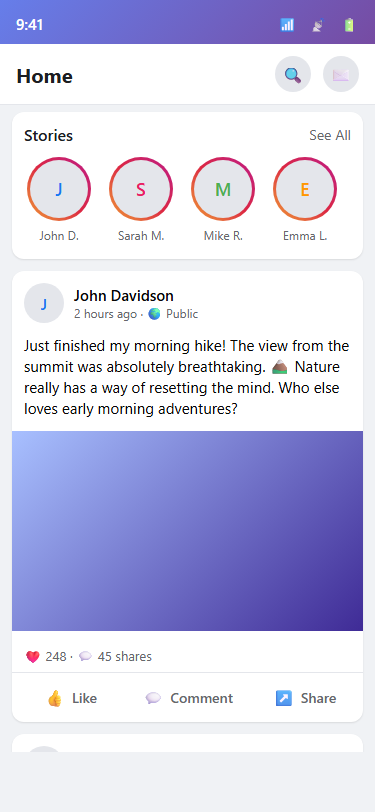 9:41
Home
Stories
See All
J
S
M
E
John D.
Sarah M.
Mike R.
Emma L.
J
John Davidson
2 hours ago · 🌍 Public
Just finished my morning hike! The view from the
summit was absolutely breathtaking. ⛰️ Nature
really has a way of resetting the mind. Who else
loves early morning adventures?
❤️ 248 · 💬 45 shares
👍 Like
💬 Comment
↗️ Share